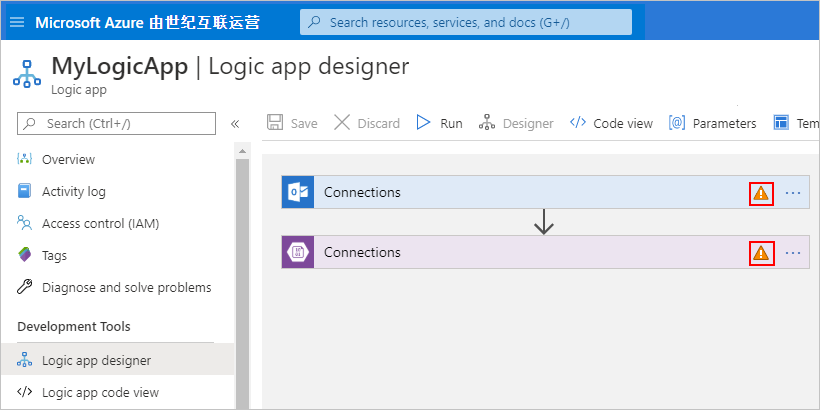 Microsoft Azure 由世纪互联运营
Search resources, services, and docs (G+/)
MyLogicApp | Logic app designer
Logic app
Search (Ctrl+/)
«
Save
Discard
Run
Designer
</> Code view
[@] Parameters
Tem
Overview
Activity log
Access control (IAM)
Tags
Diagnose and solve problems
Development Tools
Logic app designer
</> Logic app code view
Connections
Connections